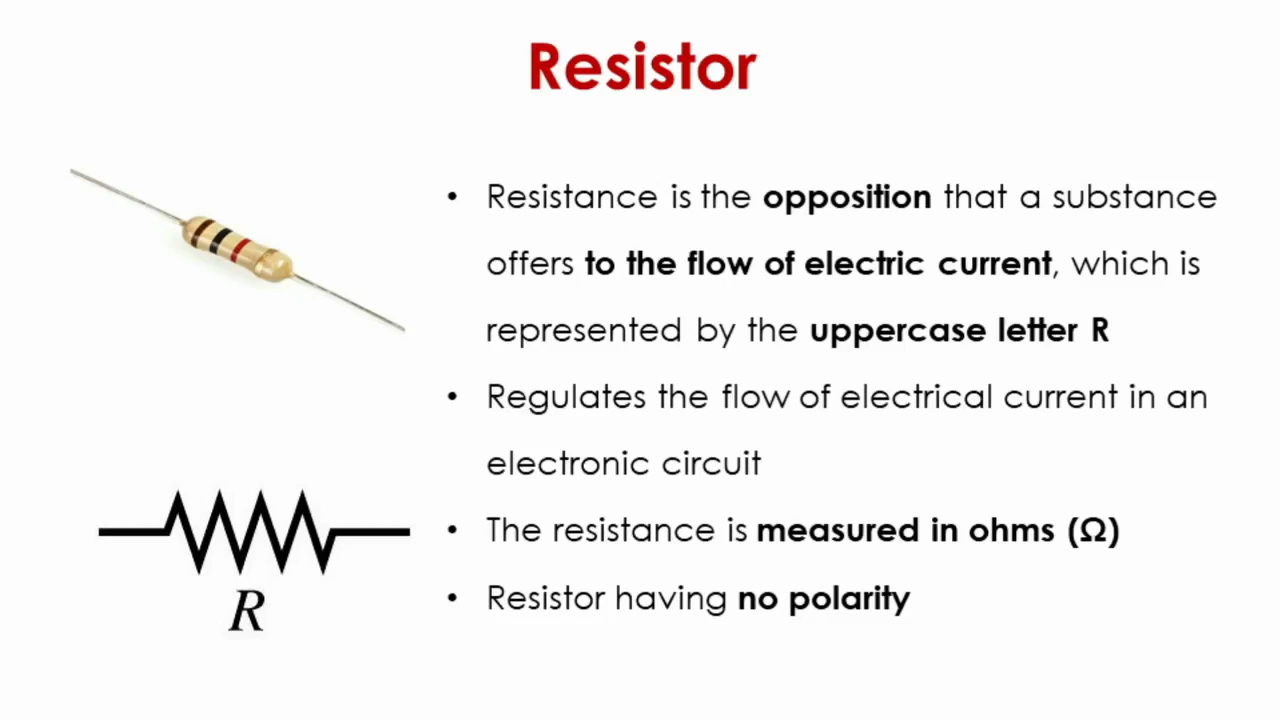 Resistor
• Resistance is the opposition that a substance
offers to the flow of electric current, which is
represented by the uppercase letter R
• Regulates the flow of electrical current in an
electronic circuit
• The resistance is measured in ohms (Ω)
• Resistor having no polarity
R